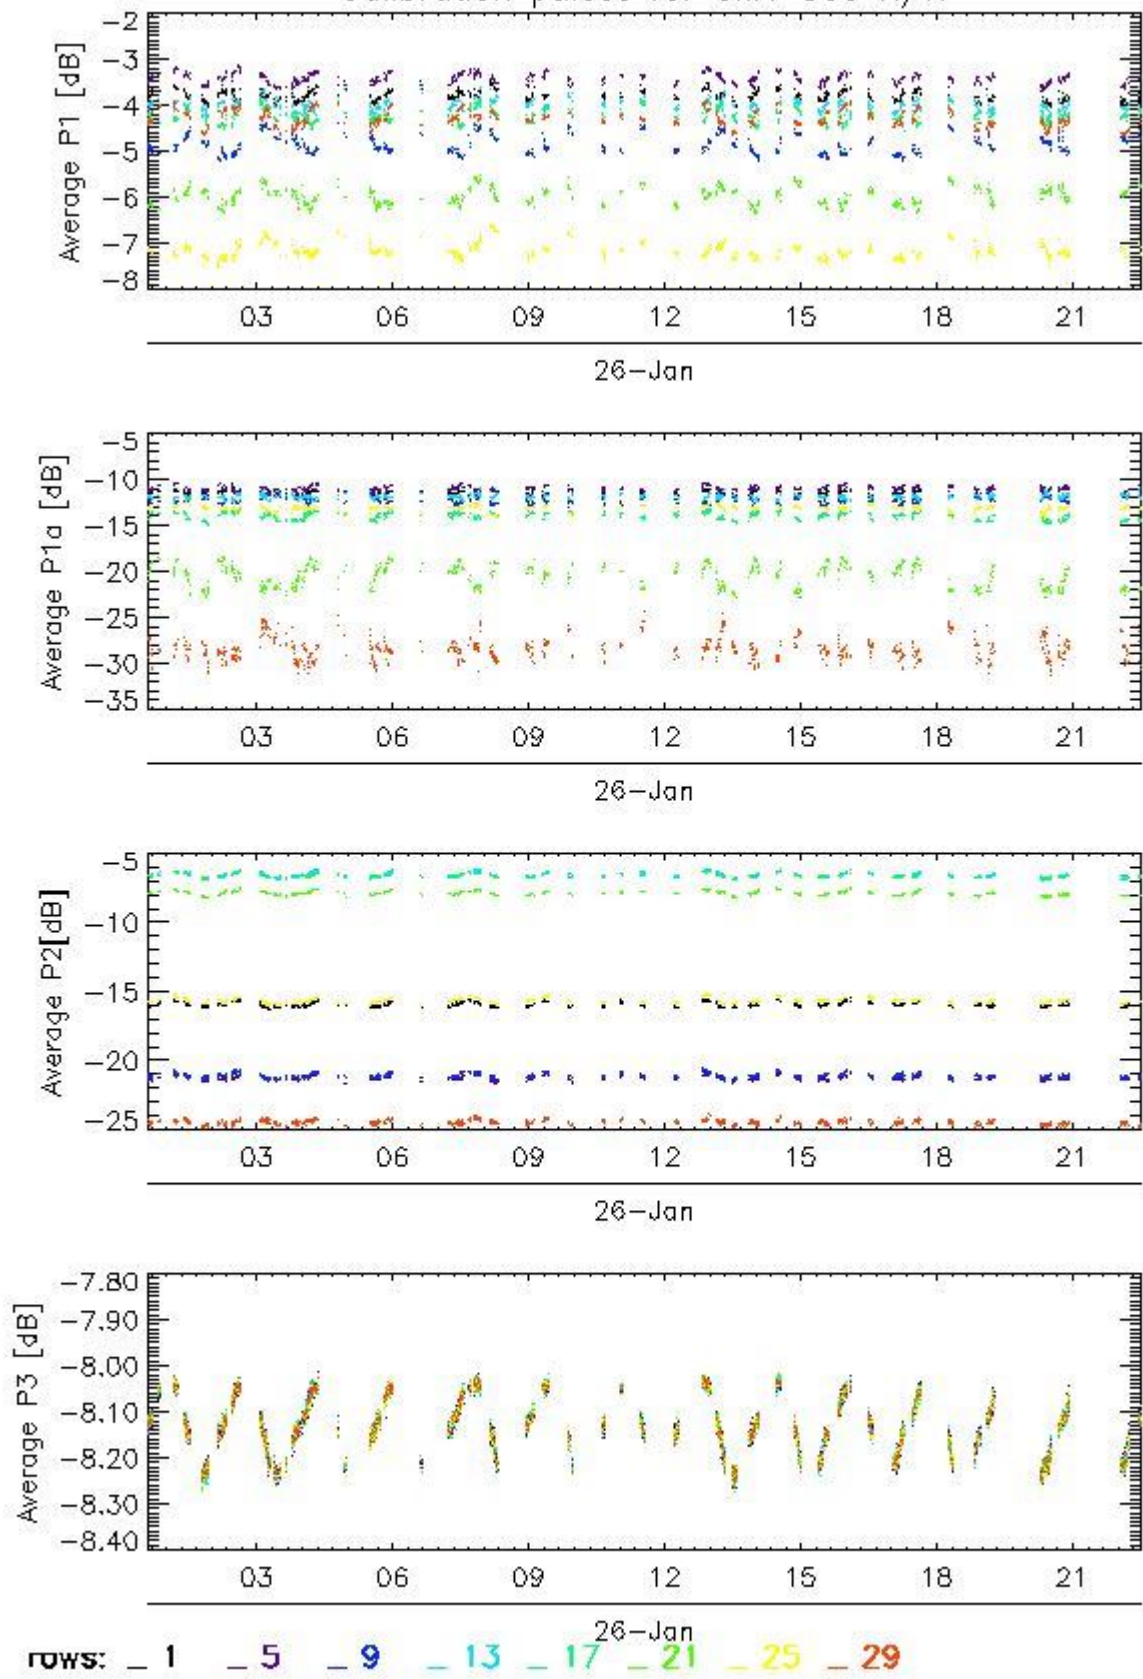 Average P1 [dB]
-2
-3
-4
-5
-6
-7
-8
03 06 09 12 15 18 21
26-Jan
Average P1a [dB]
-5
-10
-15
-20
-25
-30
-35
03 06 09 12 15 18 21
26-Jan
Average P2[dB]
-5
-10
-15
-20
-25
03 06 09 12 15 18 21
26-Jan
Average P3 [dB]
-7.80
-7.90
-8.00
-8.10
-8.20
-8.30
-8.40
03 06 09 12 15 18 21
26-Jan
rows: _ 1 _ 5 _ 9 _ 13 _ 17 _ 21 _ 25 _ 29